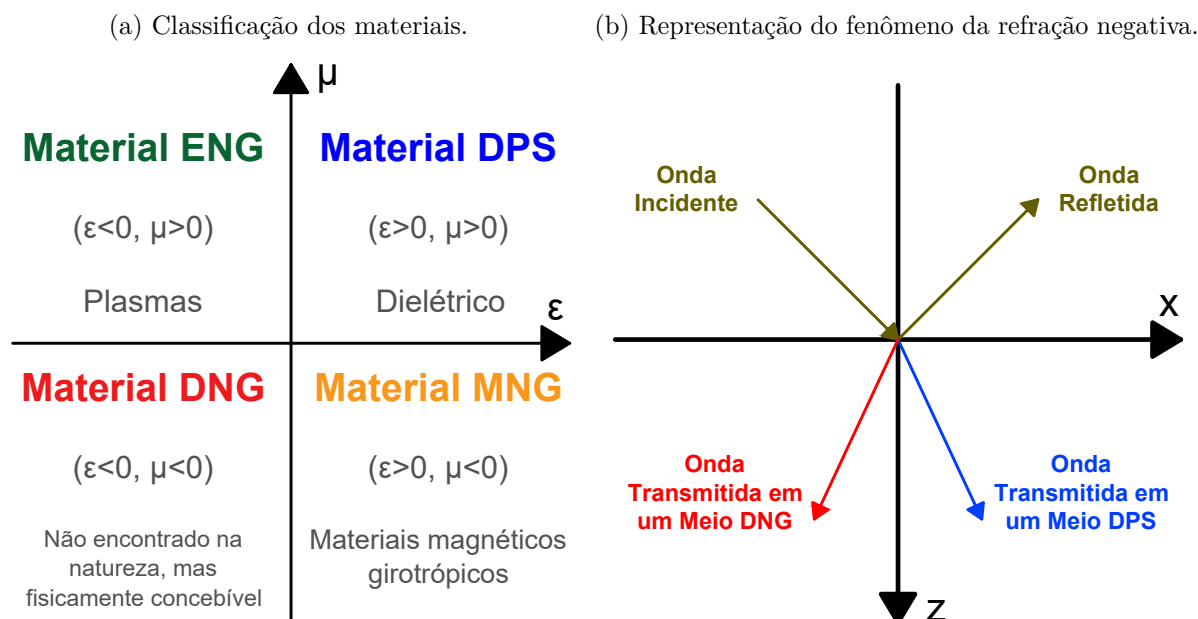 (a) Classificação dos materiais.
μ
Material ENG
(ε<0, μ>0)
Plasmas
Material DPS
(ε>0, μ>0)
Dielétrico
ε
Material DNG
(ε<0, μ<0)
Não encontrado na
natureza, mas
fisicamente concebível
Material MNG
(ε>0, μ<0)
Materiais magnéticos
girotrópicos
(b) Representação do fenômeno da refração negativa.
Onda
Incidente
Onda
Refletida
X
Onda
Transmitida em
um Meio DNG
Onda
Transmitida em
um Meio DPS
Z